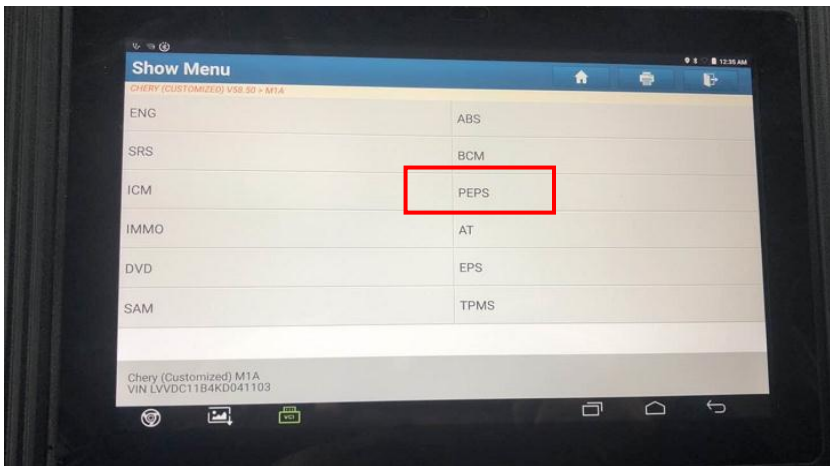 12:35 AM
Show Menu
CHERY (CUSTOMIZED) V58.50 > M1A
ENG
ABS
SRS
BCM
ICM
PEPS
IMMO
AT
DVD
EPS
SAM
TPMS
Chery (Customized) M1A
VIN LVVDC11B4KD041103
VCI